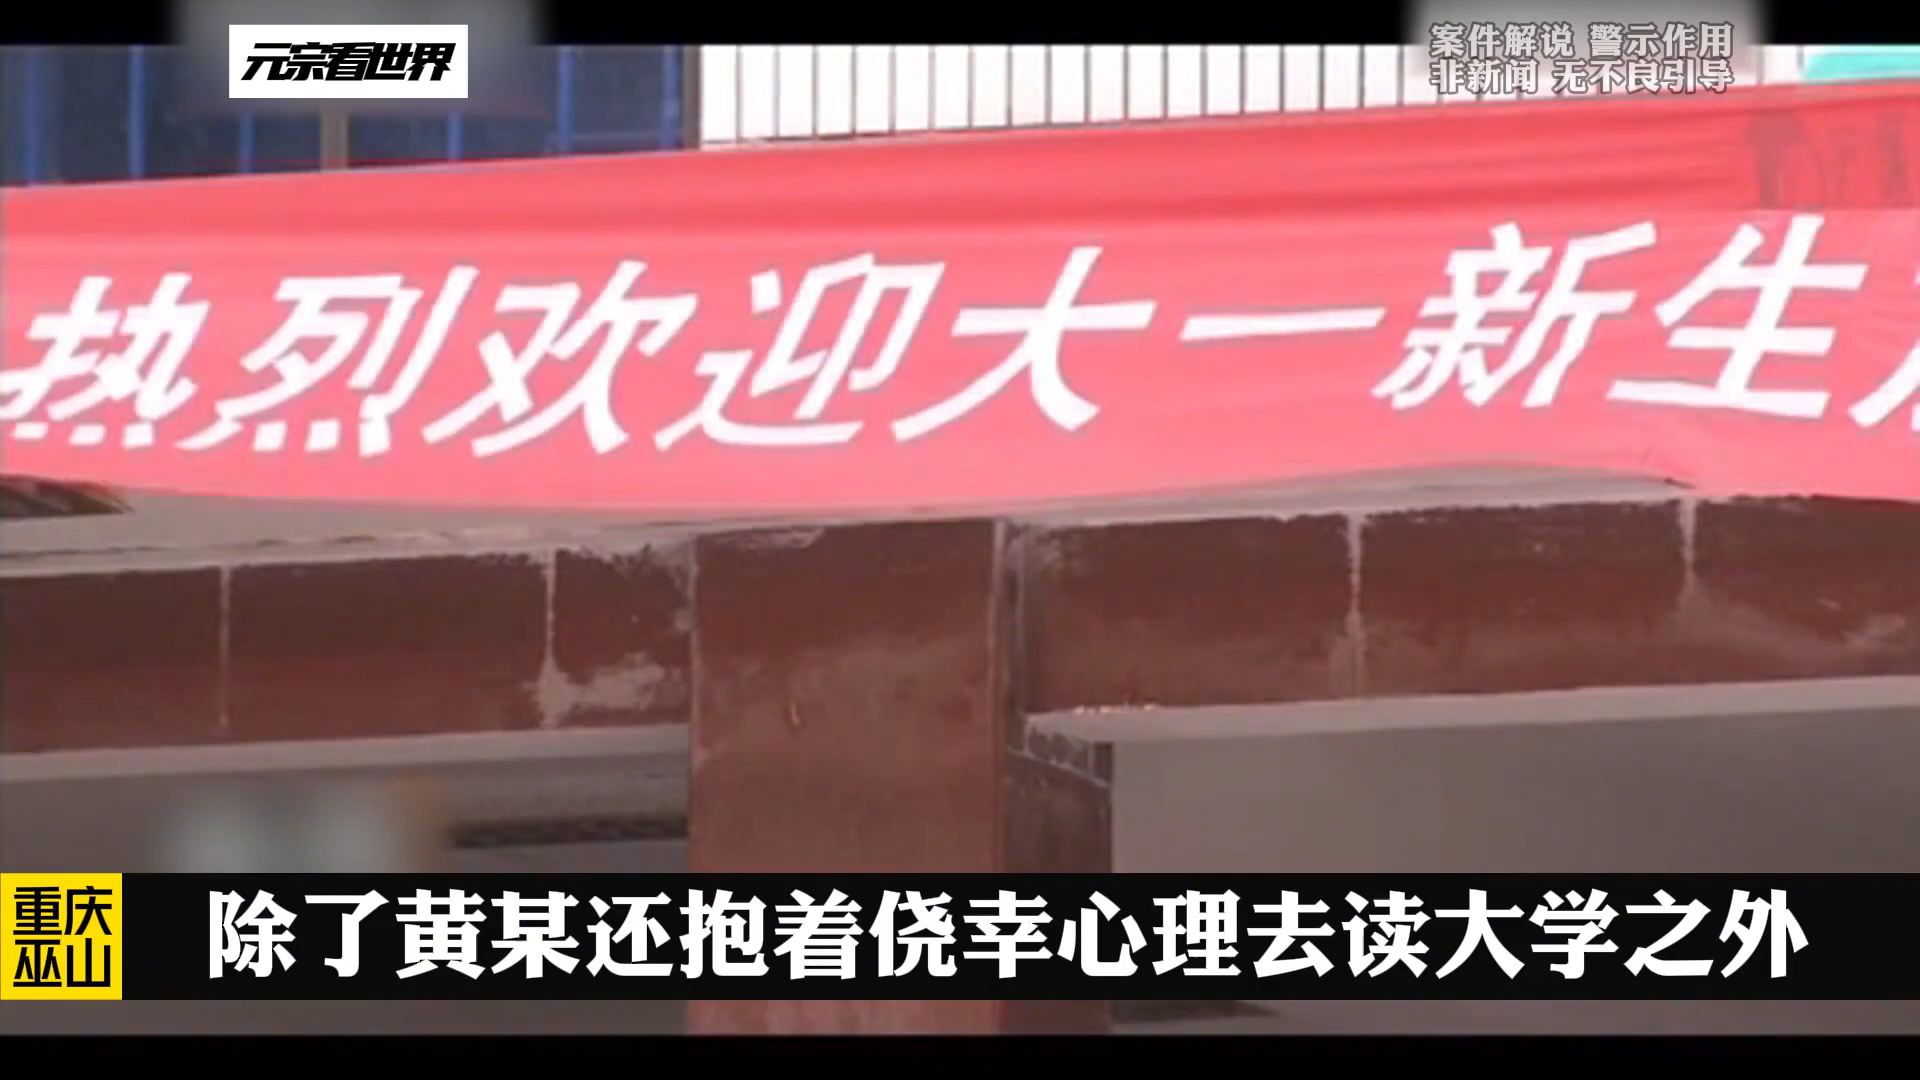 元宗看世界
案件解说 警示作用
非新闻 无不良引导
热烈欢迎大一新生
重庆
巫山
除了黄某还抱着侥幸心理去读大学之外